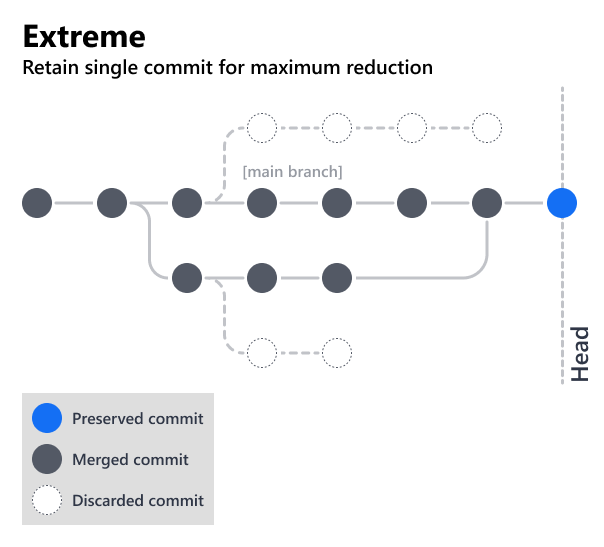 Extreme
Retain single commit for maximum reduction
[main branch]
Head
Preserved commit
Merged commit
Discarded commit